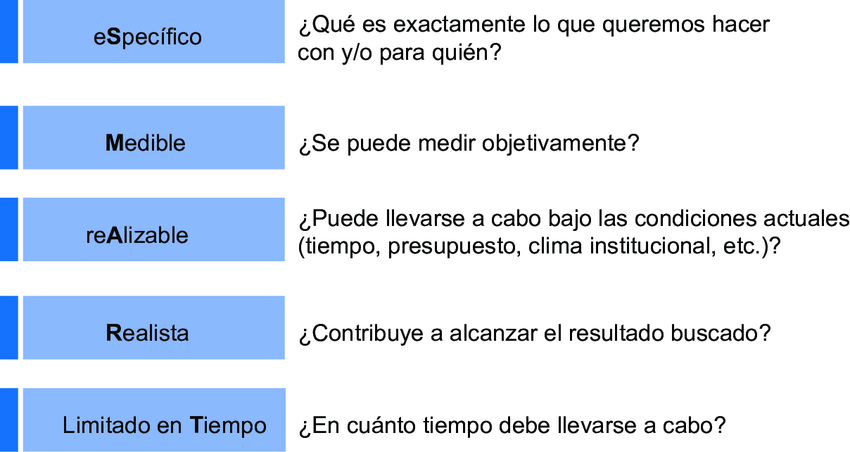 eSpecífico
¿Qué es exactamente lo que queremos hacer
con y/o para quién?
Medible
¿Se puede medir objetivamente?
reAlizable
¿Puede llevarse a cabo bajo las condiciones actuales
(tiempo, presupuesto, clima institucional, etc.)?
Realista
¿Contribuye a alcanzar el resultado buscado?
Limitado en Tiempo
¿En cuánto tiempo debe llevarse a cabo?